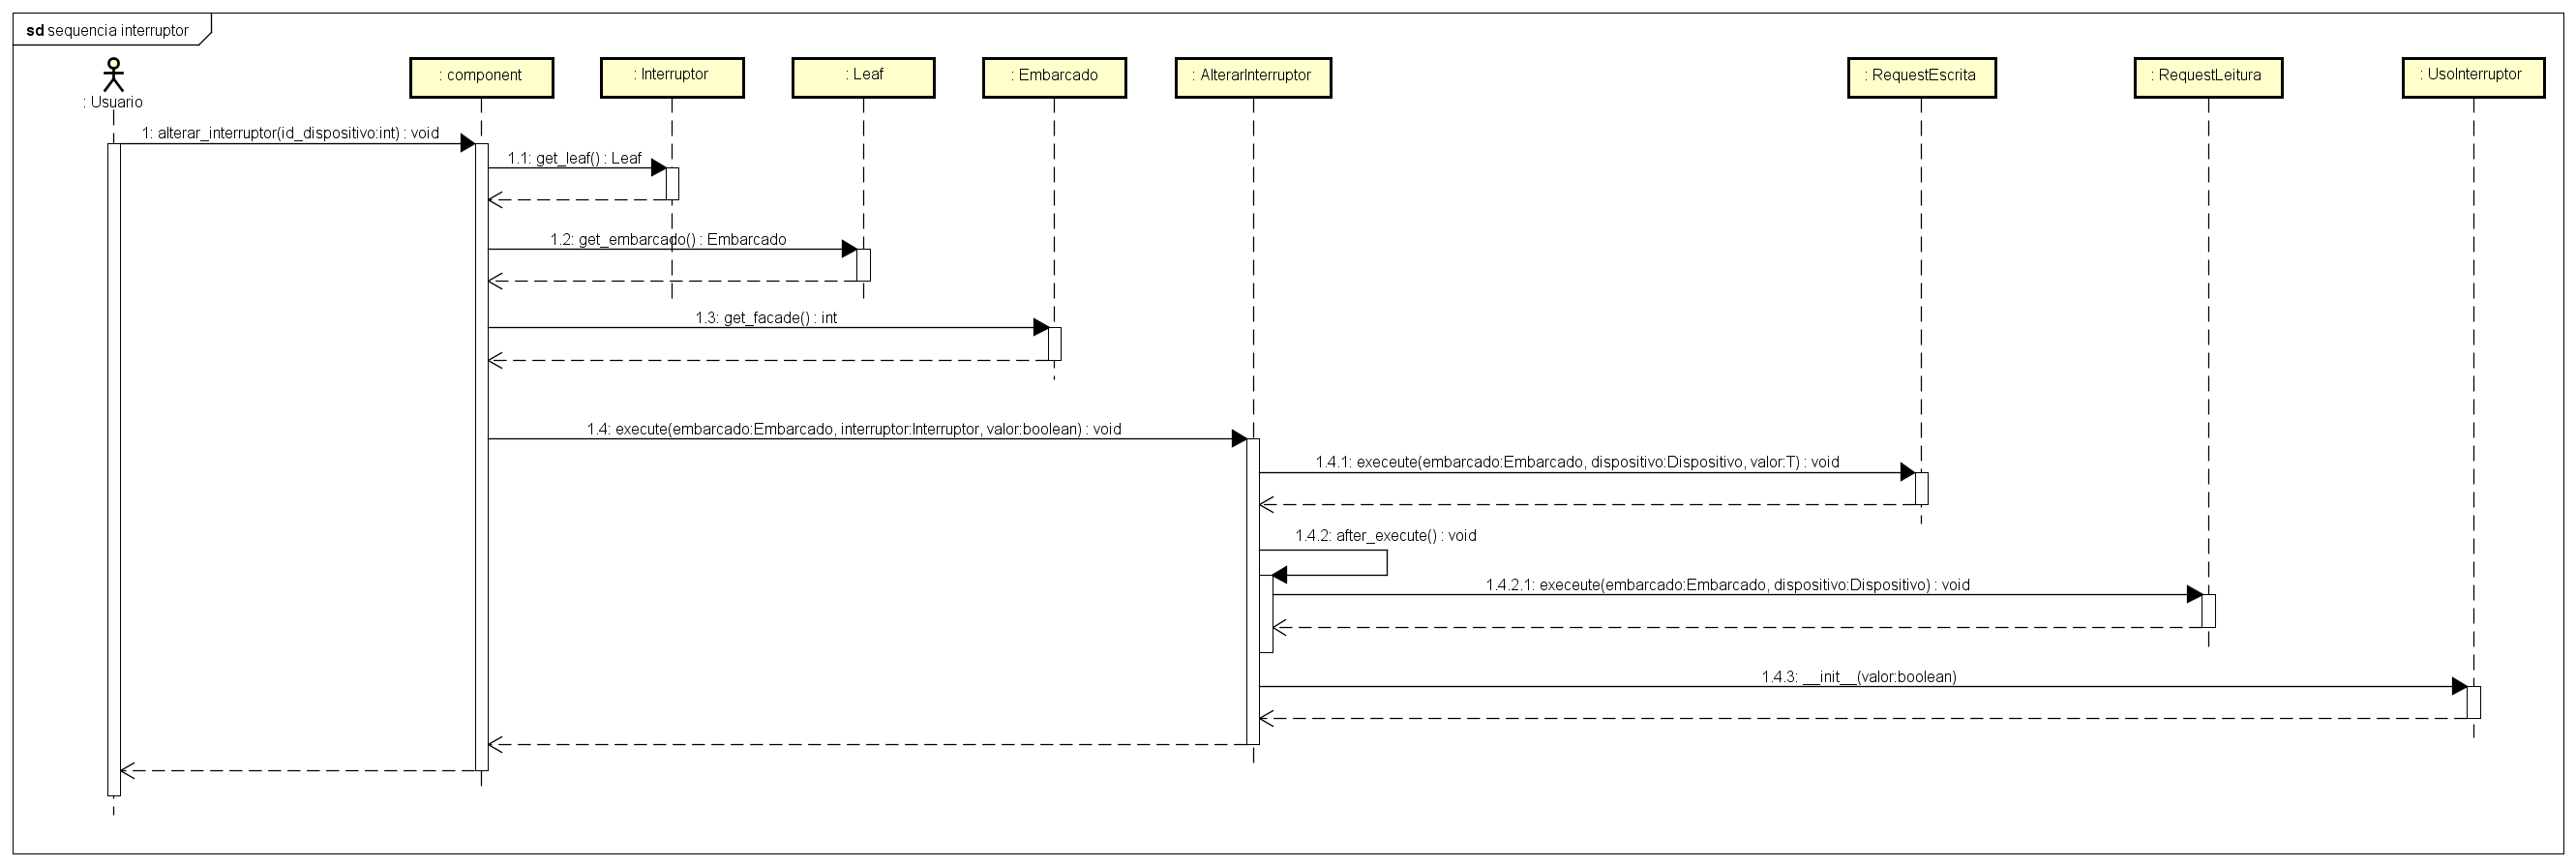 sd sequencia interruptor
: Usuario
: component
: Interruptor
: Leaf
: Embarcado
: AlterarInterruptor
: RequestEscrita
: RequestLeitura
: UsoInterruptor
1: alterar_interruptor(id_dispositivo:int) : void
1.1: get_leaf() : Leaf
1.2: get_embarcado() : Embarcado
1.3: get_facade() : int
1.4: execute(embarcado:Embarcado, interruptor:Interruptor, valor:boolean) : void
1.4.1: execeute(embarcado:Embarcado, dispositivo:Dispositivo, valor:T) : void
1.4.2: after_execute() : void
1.4.2.1: execeute(embarcado:Embarcado, dispositivo:Dispositivo) : void
1.4.3: __init__(valor:boolean)